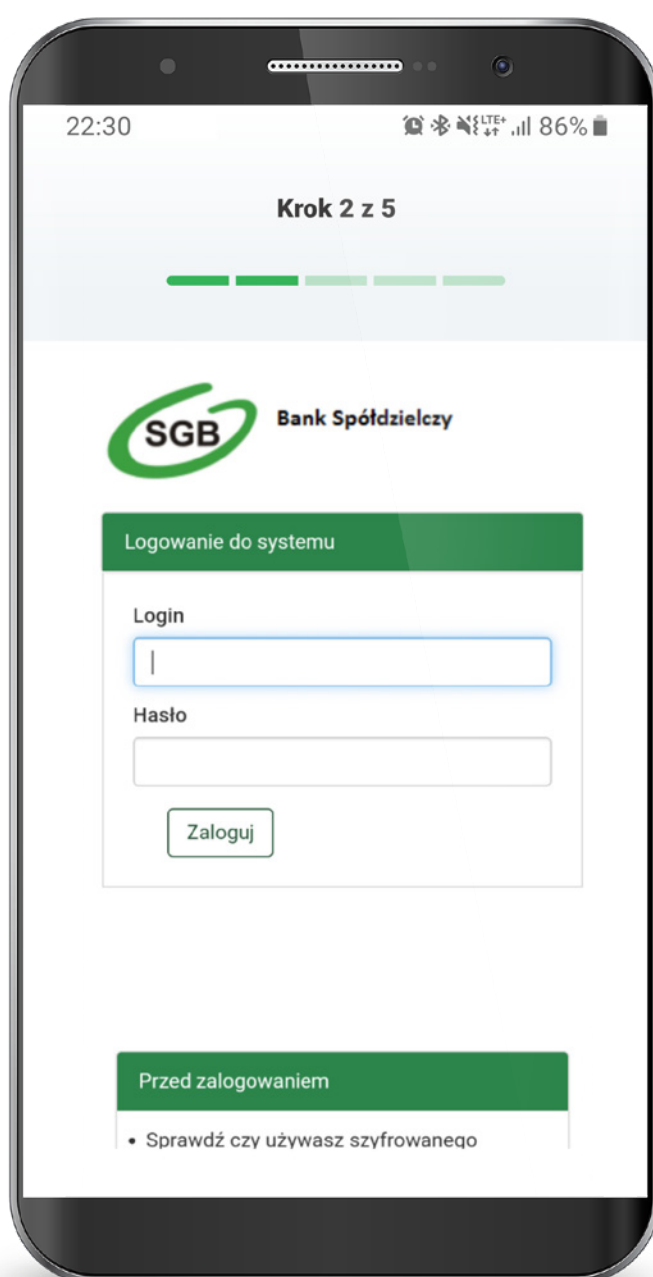 22:30 LTE+ 86%
Krok 2 z 5
SGB Bank Spółdzielczy
Logowanie do systemu
Login
Hasło
Zaloguj
Przed zalogowaniem
• Sprawdź czy używasz szyfrowanego